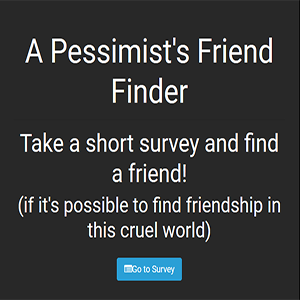 A Pessimist's Friend
Finder
Take a short survey and find
a friend!
(if it's possible to find friendship in
this cruel world)
Go to Survey